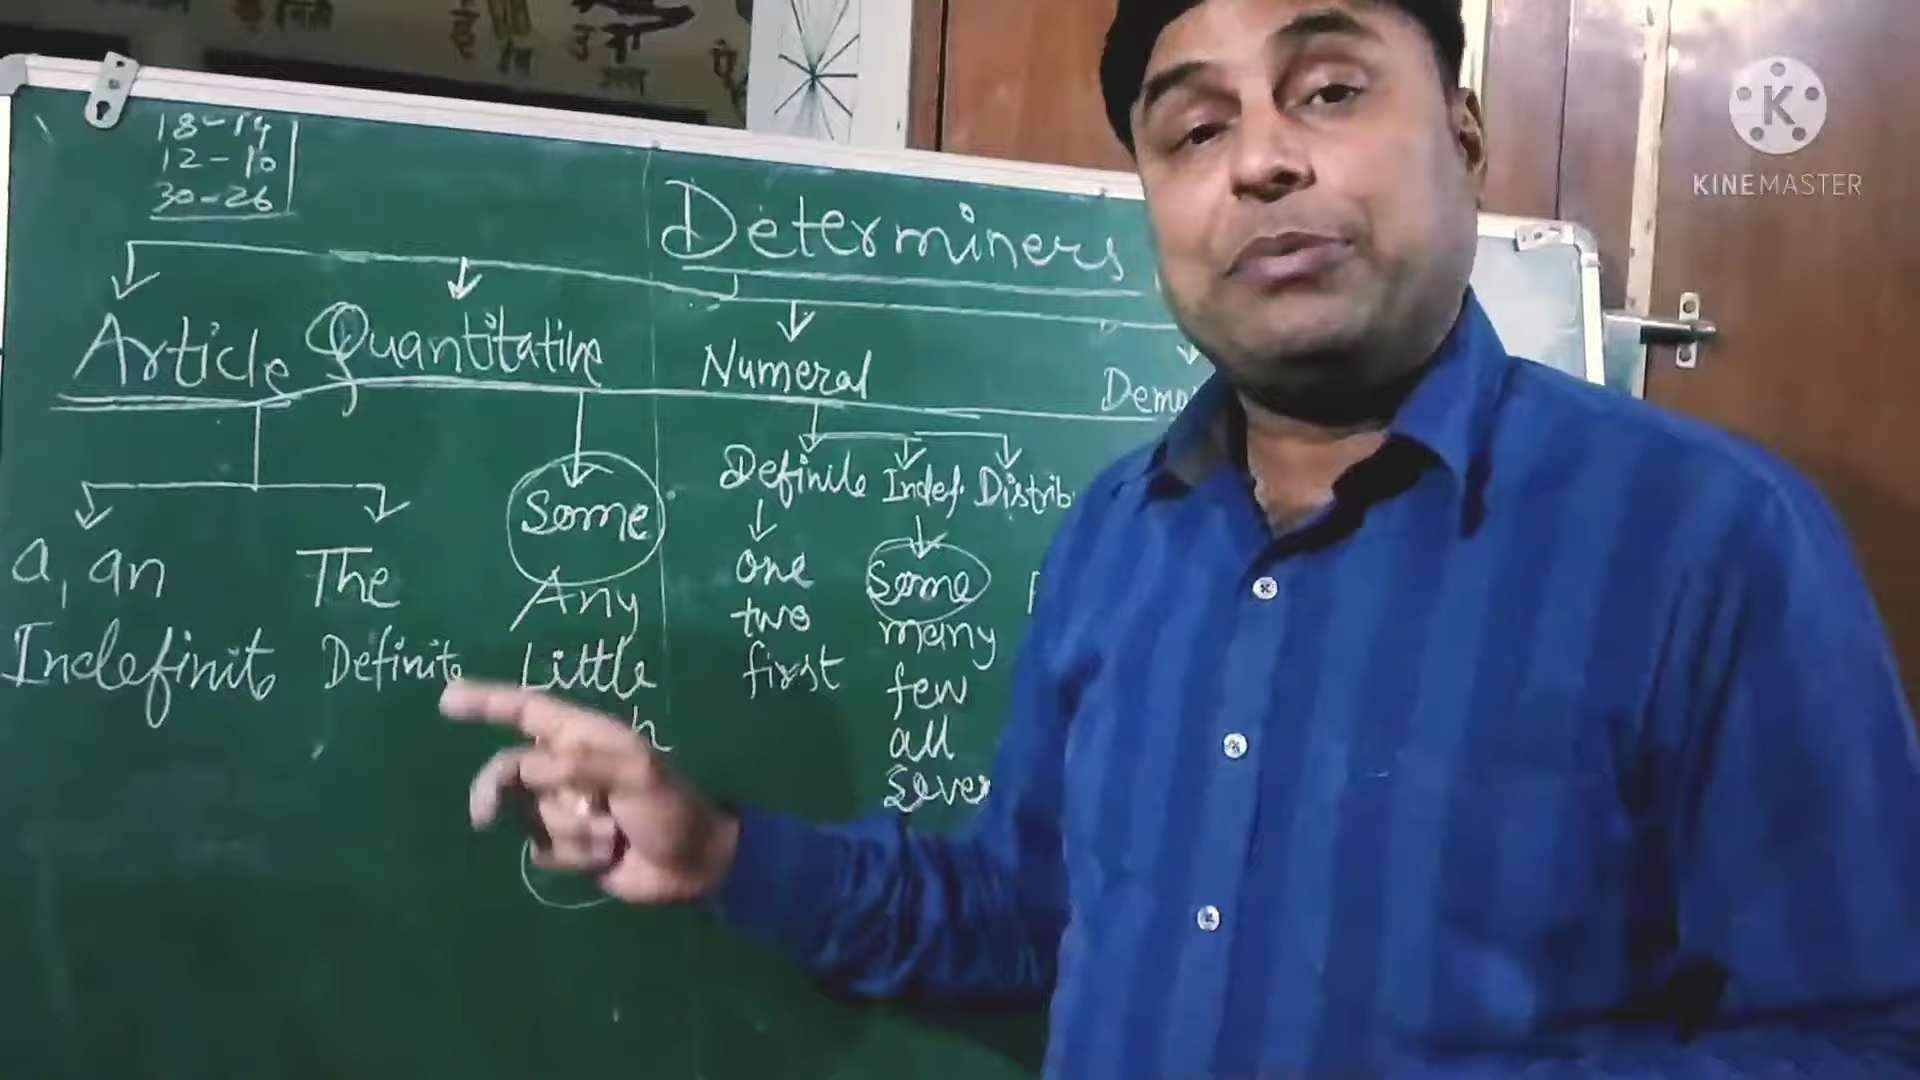 18-14
12-10
30-26
Determiners
Article Quantitative Numeral
a, an The
Indefinit Definite
Some
Any
Little
Definite Indef. Distrib
one
two
first
Some
many
few
all
Sever
K
KINEMASTER